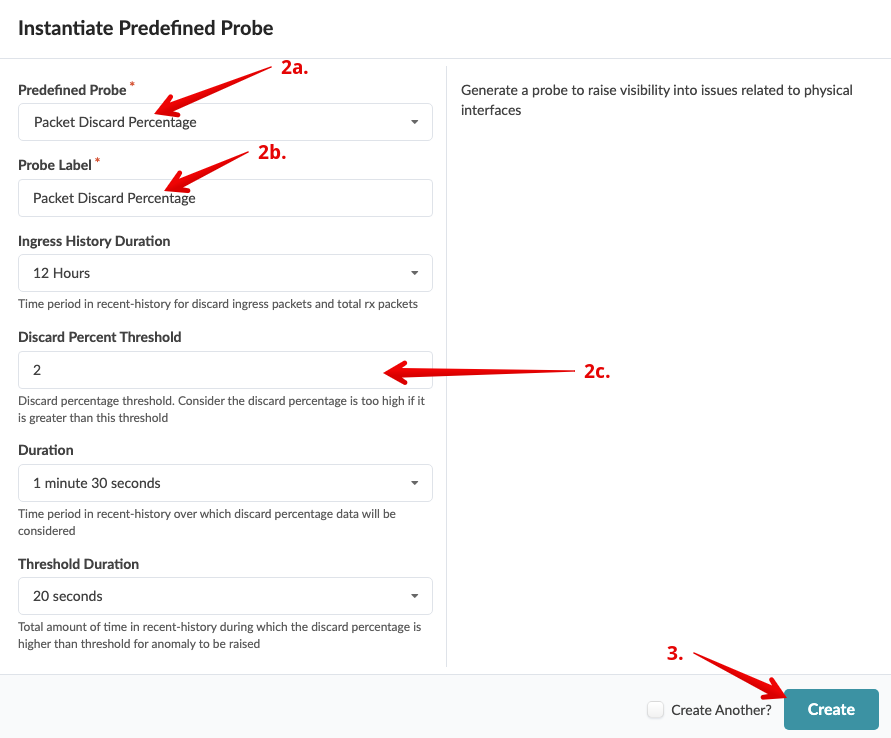 Instantiate Predefined Probe
2a.
Predefined Probe *
Packet Discard Percentage
Generate a probe to raise visibility into issues related to physical
interfaces
2b.
Probe Label *
Packet Discard Percentage
Ingress History Duration
12 Hours
Time period in recent-history for discard ingress packets and total rx packets
Discard Percent Threshold
2
2c.
Discard percentage threshold. Consider the discard percentage is too high if it
is greater than this threshold
Duration
1 minute 30 seconds
Time period in recent-history over which discard percentage data will be
considered
Threshold Duration
20 seconds
Total amount of time in recent-history during which the discard percentage is
higher than threshold for anomaly to be raised
3.
Create Another?
Create